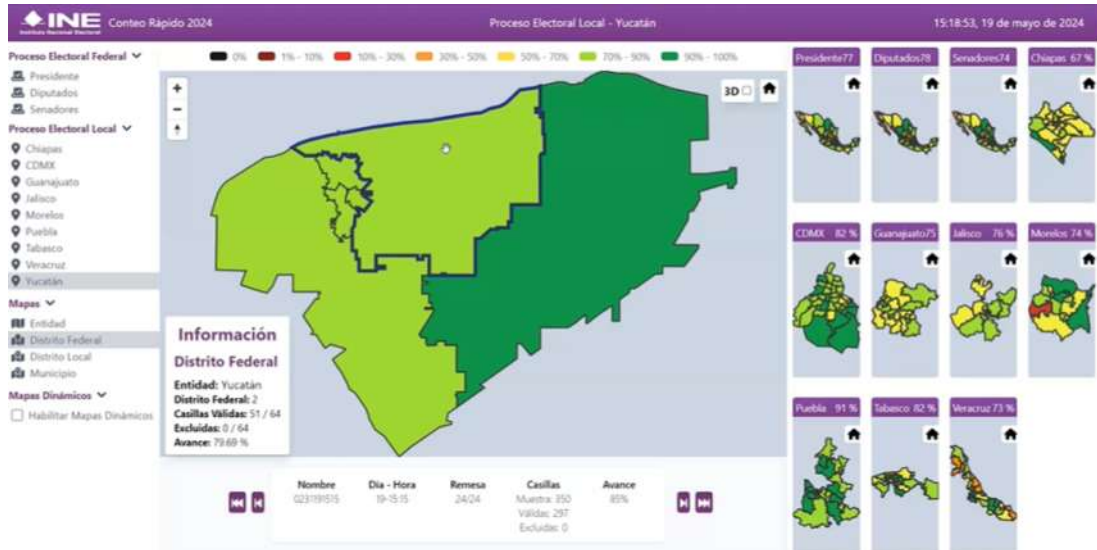 INE
Instituto Nacional Electoral
Conteo Rápido 2024
Proceso Electoral Local - Yucatán
15:18:53, 19 de mayo de 2024
Proceso Electoral Federal
Presidente
Diputados
Senadores
Proceso Electoral Local
Chiapas
CDMX
Guanajuato
Jalisco
Morelos
Puebla
Tabasco
Veracruz
Yucatán
Mapas
Entidad
Distrito Federal
Distrito Local
Municipio
Mapas Dinámicos
Habilitar Mapas Dinámicos
0% 1% - 10% 10% - 30% 30% - 50% 50% - 70% 70% - 90% 90% - 100%
+
-
3D
Información
Distrito Federal
Entidad: Yucatán
Distrito Federal: 2
Casillas Válidas: 51 / 64
Excluidas: 0 / 64
Avance: 79.69 %
Nombre Día - Hora Remesa Casillas Avance
0231191515 19-15:15 24/24 Muestra: 350 85%
Válidas: 297
Excluidas: 0
Presidente77 Diputados78 Senadores74 Chiapas 67 %
CDMX 82 % Guanajuato75 Jalisco 76 % Morelos 74 %
Puebla 91 % Tabasco 82 % Veracruz 73 %